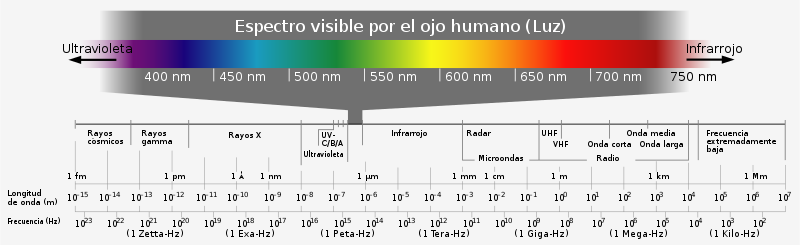 Espectro visible por el ojo humano (Luz)
Ultravioleta Infrarrojo
400 nm 450 nm 500 nm 550 nm 600 nm 650 nm 700 nm 750 nm
Rayos cósmicos
Rayos gamma
Rayos X
UV-C/B/A
Ultravioleta
Infrarrojo
Radar
Microondas
UHF
VHF
Onda media
Onda corta Onda larga
Radio
Frecuencia extremadamente baja
1 fm 1 pm 1 Å 1 nm 1 µm 1 mm 1 cm 1 m 1 km 1 Mm
Longitud de onda (m) 10⁻¹⁵ 10⁻¹⁴ 10⁻¹³ 10⁻¹² 10⁻¹¹ 10⁻¹⁰ 10⁻⁹ 10⁻⁸ 10⁻⁷ 10⁻⁶ 10⁻⁵ 10⁻⁴ 10⁻³ 10⁻² 10⁻¹ 10⁰ 10¹ 10² 10³ 10⁴ 10⁵ 10⁶ 10⁷
Frecuencia (Hz) 10²³ 10²² 10²¹ 10²⁰ 10¹⁹ 10¹⁸ 10¹⁷ 10¹⁶ 10¹⁵ 10¹⁴ 10¹³ 10¹² 10¹¹ 10¹⁰ 10⁹ 10⁸ 10⁷ 10⁶ 10⁵ 10⁴ 10³ 10²
(1 Zetta-Hz) (1 Exa-Hz) (1 Peta-Hz) (1 Tera-Hz) (1 Giga-Hz) (1 Mega-Hz) (1 Kilo-Hz)